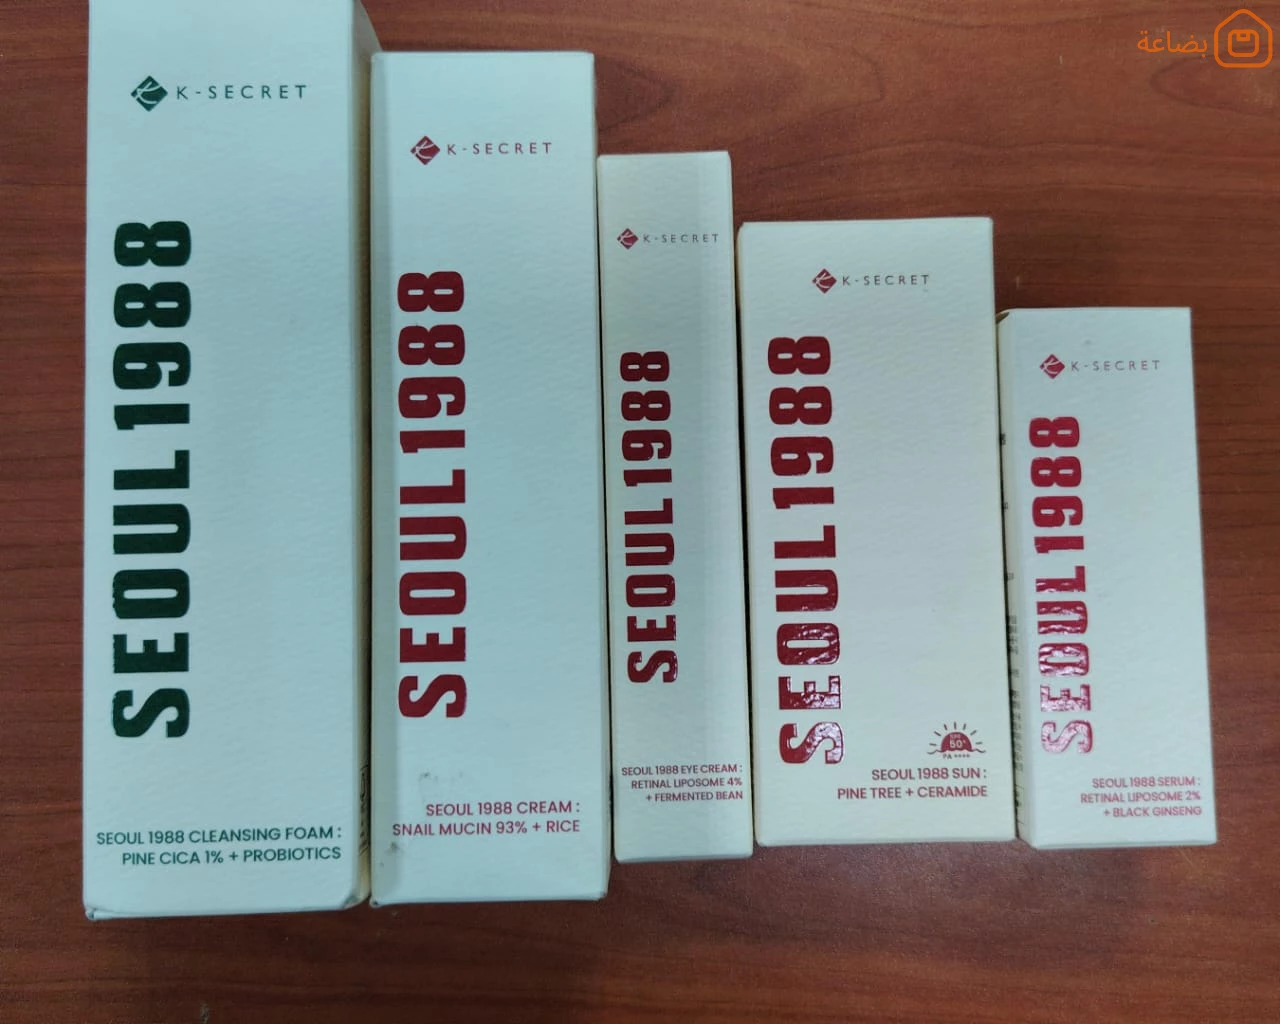 بضاعة
K-SECRET
SEOUL1988
SEOUL 1988 CLEANSING FOAM :
PINE CICA 1% + PROBIOTICS
K-SECRET
SEOUL1988
SEOUL 1988 CREAM :
SNAIL MUCIN 93% + RICE
K-SECRET
SEOUL1988
SEOUL 1988 EYE CREAM :
RETINAL LIPOSOME 4%
+ FERMENTED BEAN
K-SECRET
SEOUL1988
SPF
50+
PA ++++
SEOUL 1988 SUN :
PINE TREE + CERAMIDE
K-SECRET
SEOUL1988
SEOUL 1988 SERUM :
RETINAL LIPOSOME 2%
+ BLACK GINSENG